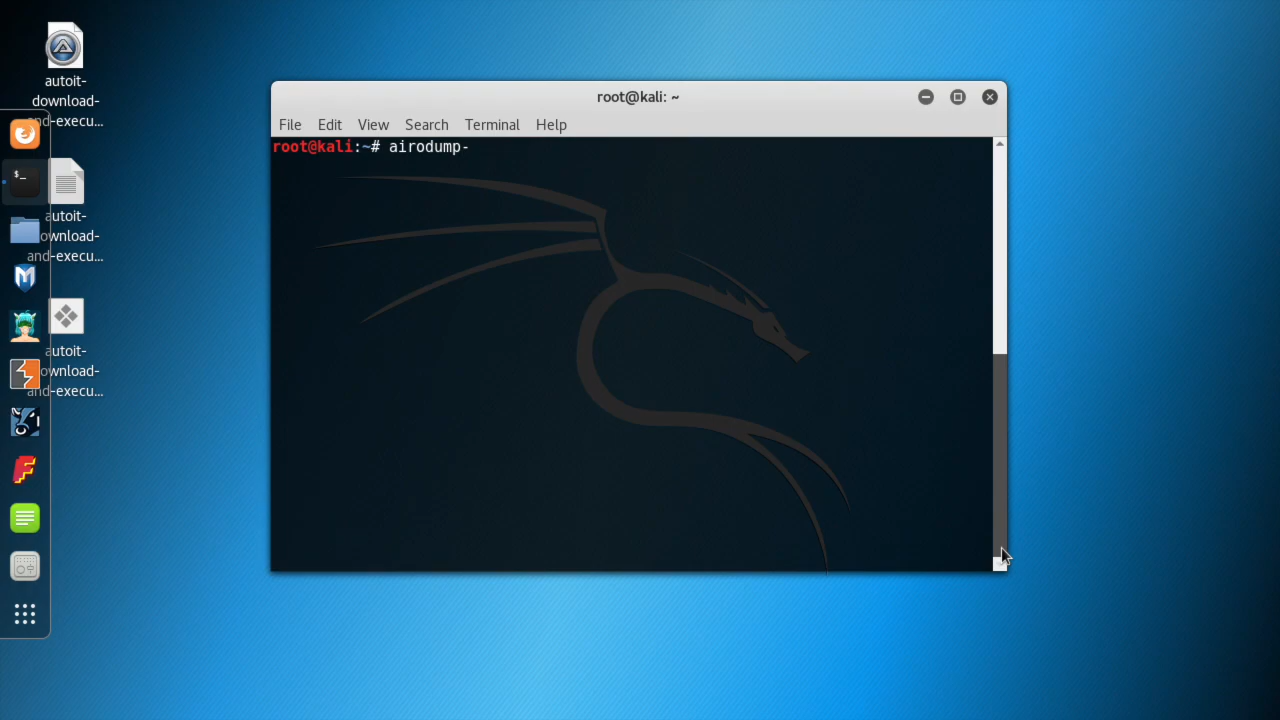 autoit-
download-
and-execu...
autoit-
download-
and-execu...
autoit-
download-
and-execu...
root@kali: ~
File Edit View Search Terminal Help
root@kali:~# airodump-